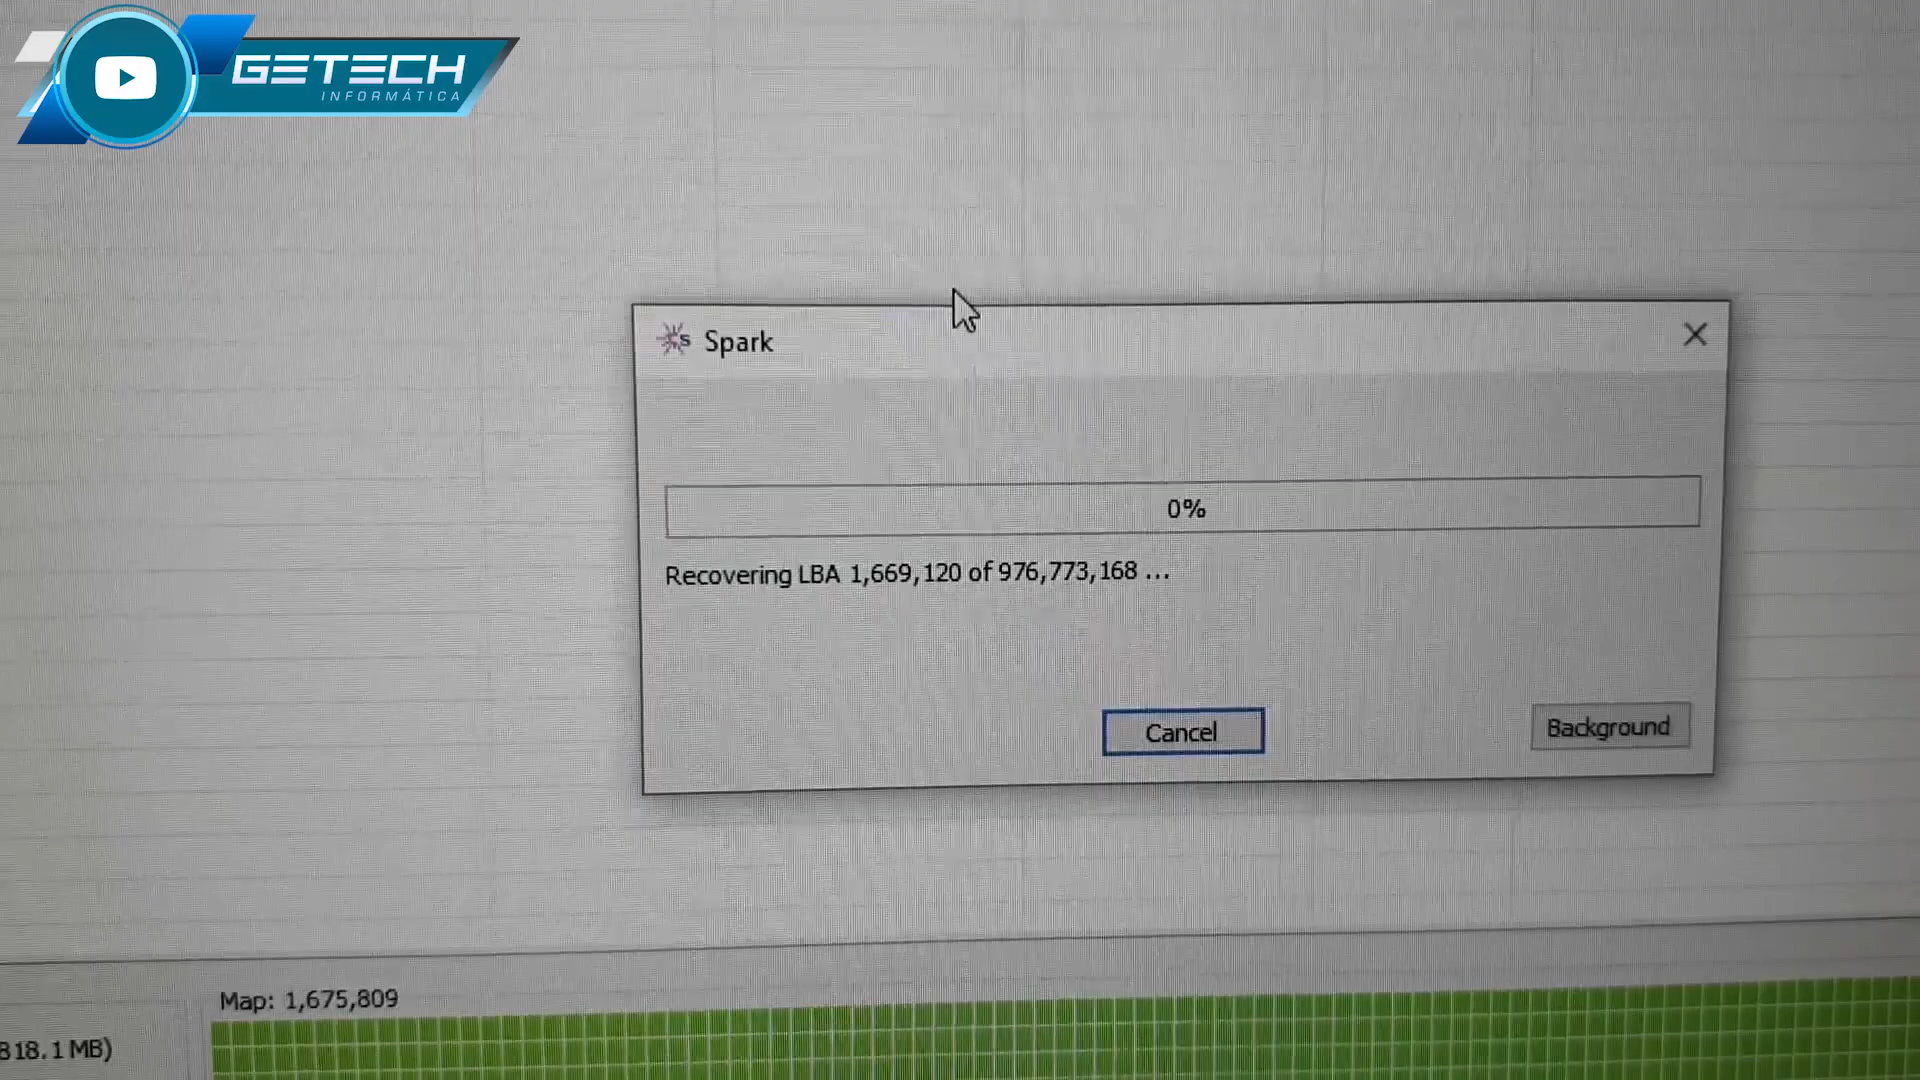 GETECH
INFORMÁTICA
Spark
0%
Recovering LBA 1,669,120 of 976,773,168 ...
Cancel
Background
Map: 1,675,809
818.1 MB)